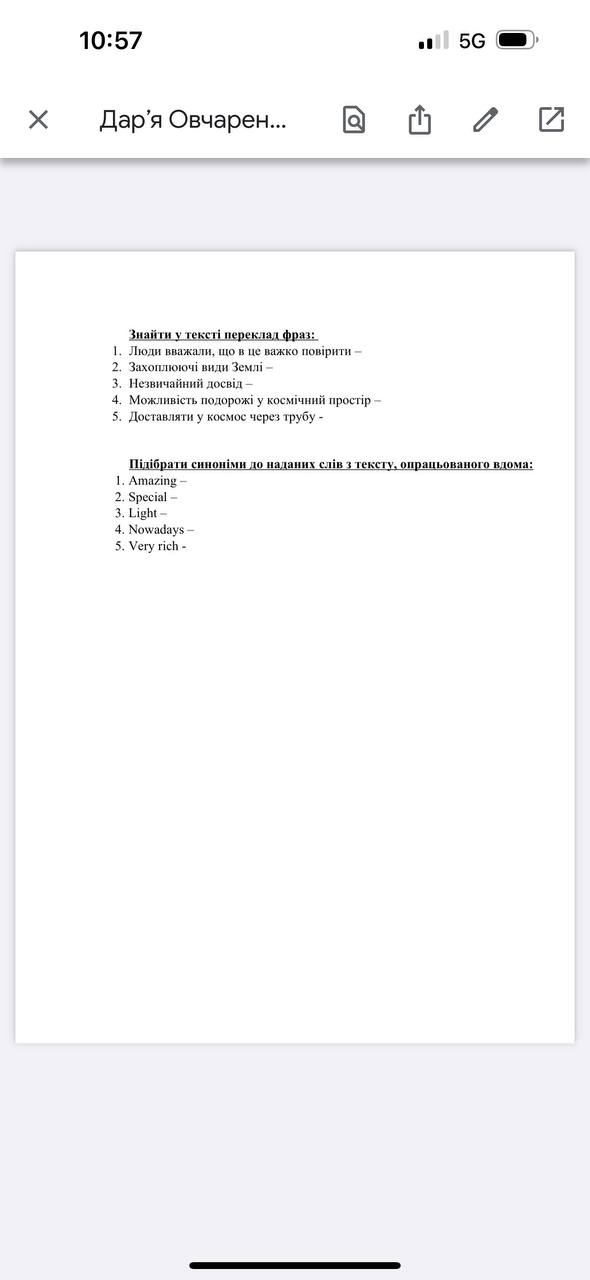 10:57
5G
Дар’я Овчарен...
Знайти у тексті переклад фраз:
1. Люди вважали, що в це важко повірити –
2. Захоплюючі види Землі –
3. Незвичайний досвід –
4. Можливість подорожі у космічний простір –
5. Доставляти у космос через трубу -
Підібрати синоніми до наданих слів з тексту, опрацьованого вдома:
1. Amazing –
2. Special –
3. Light –
4. Nowadays –
5. Very rich -